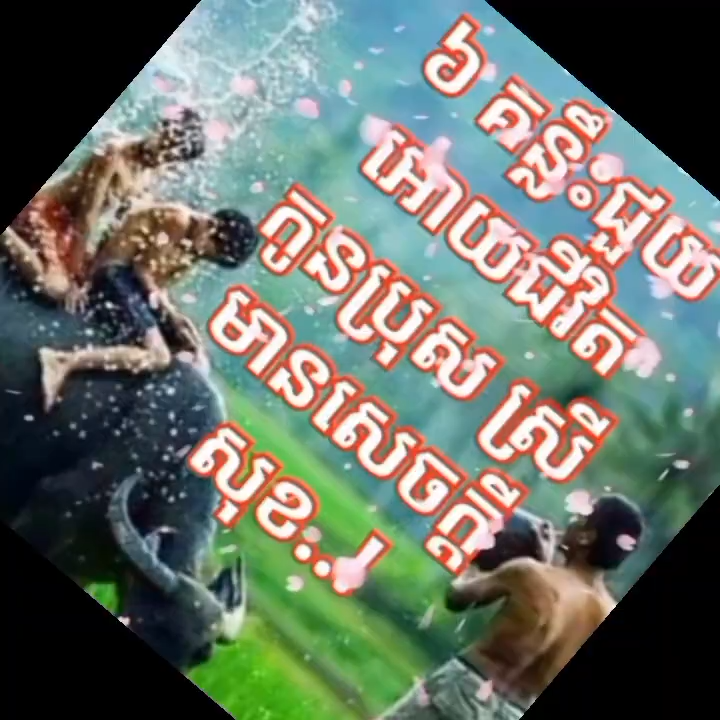 ៦ គន្លឹះជួយ
អោយជីវិត
កូនប្រុស ស្រី
មានសេចក្ដី
សុខ..!